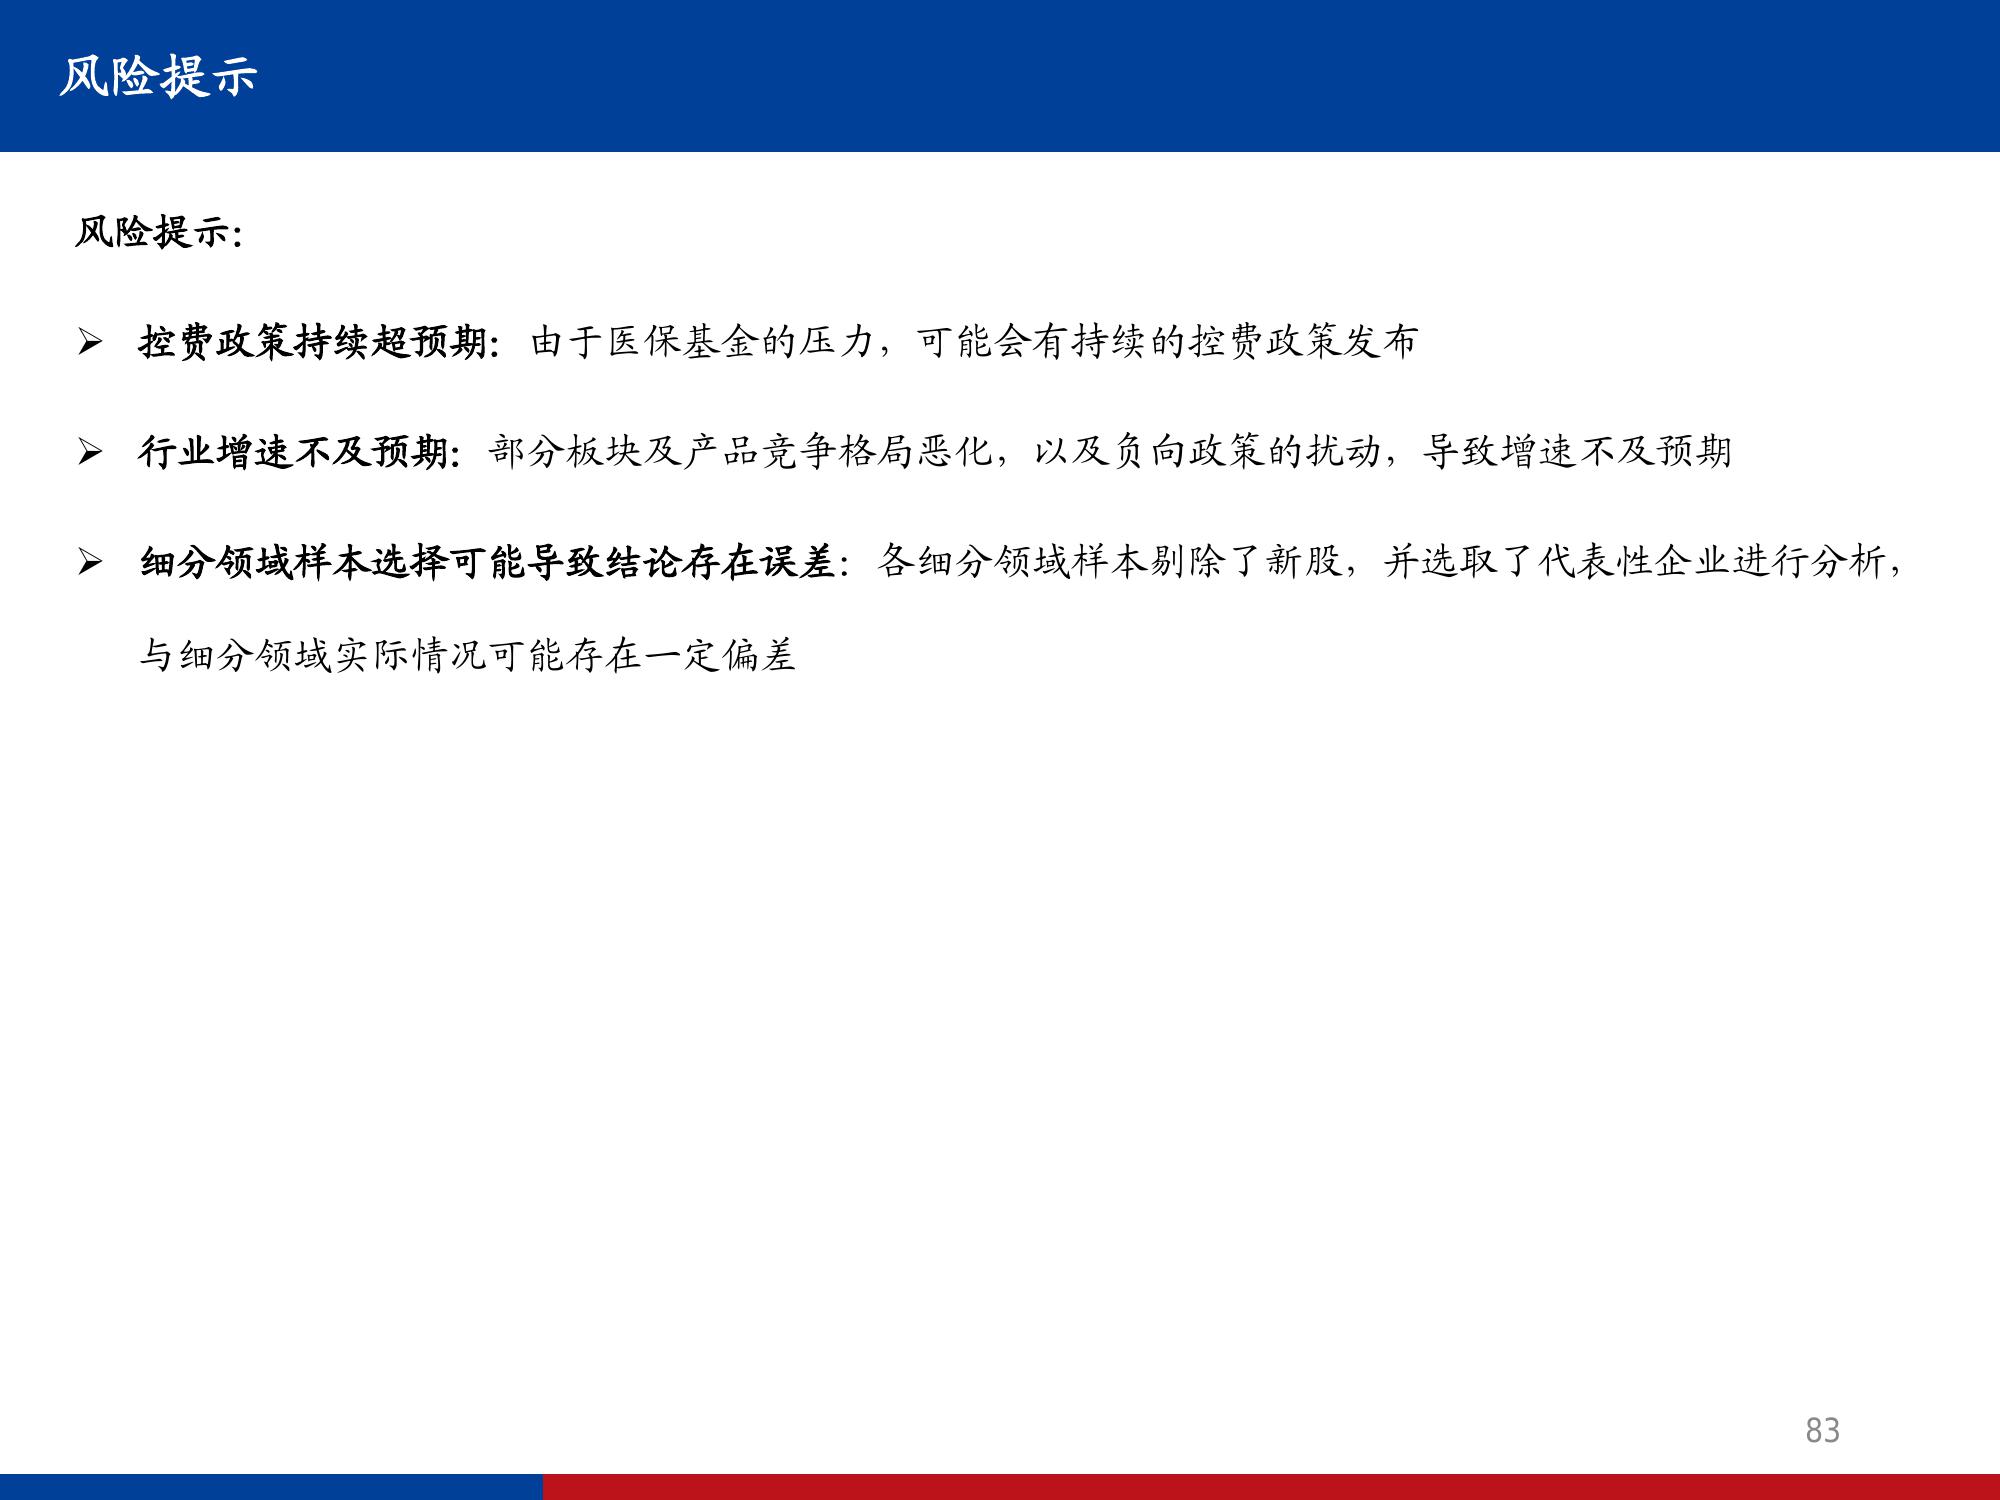 风险提示
风险提示：
➢ 控费政策持续超预期：由于医保基金的压力，可能会有持续的控费政策发布
➢ 行业增速不及预期：部分板块及产品竞争格局恶化，以及负向政策的扰动，导致增速不及预期
➢ 细分领域样本选择可能导致结论存在误差：各细分领域样本剔除了新股，并选取了代表性企业进行分析，
与细分领域实际情况可能存在一定偏差
83